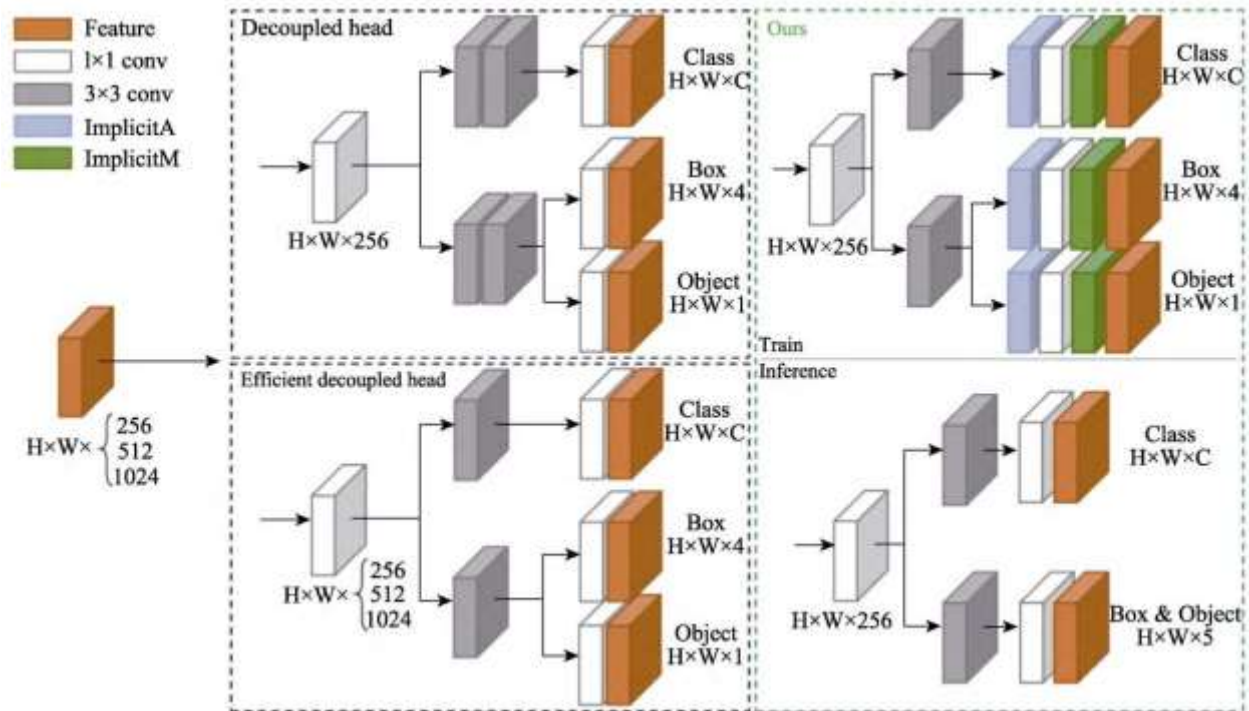 Feature
1×1 conv
3×3 conv
ImplicitA
ImplicitM
H×W×
256
512
1024
Decoupled head
H×W×256
Class
H×W×C
Box
H×W×4
Object
H×W×1
Efficient decoupled head
H×W×
256
512
1024
Class
H×W×C
Box
H×W×4
Object
H×W×1
Ours
H×W×256
Class
H×W×C
Box
H×W×4
Object
H×W×1
Train
Inference
H×W×256
Class
H×W×C
Box & Object
H×W×5